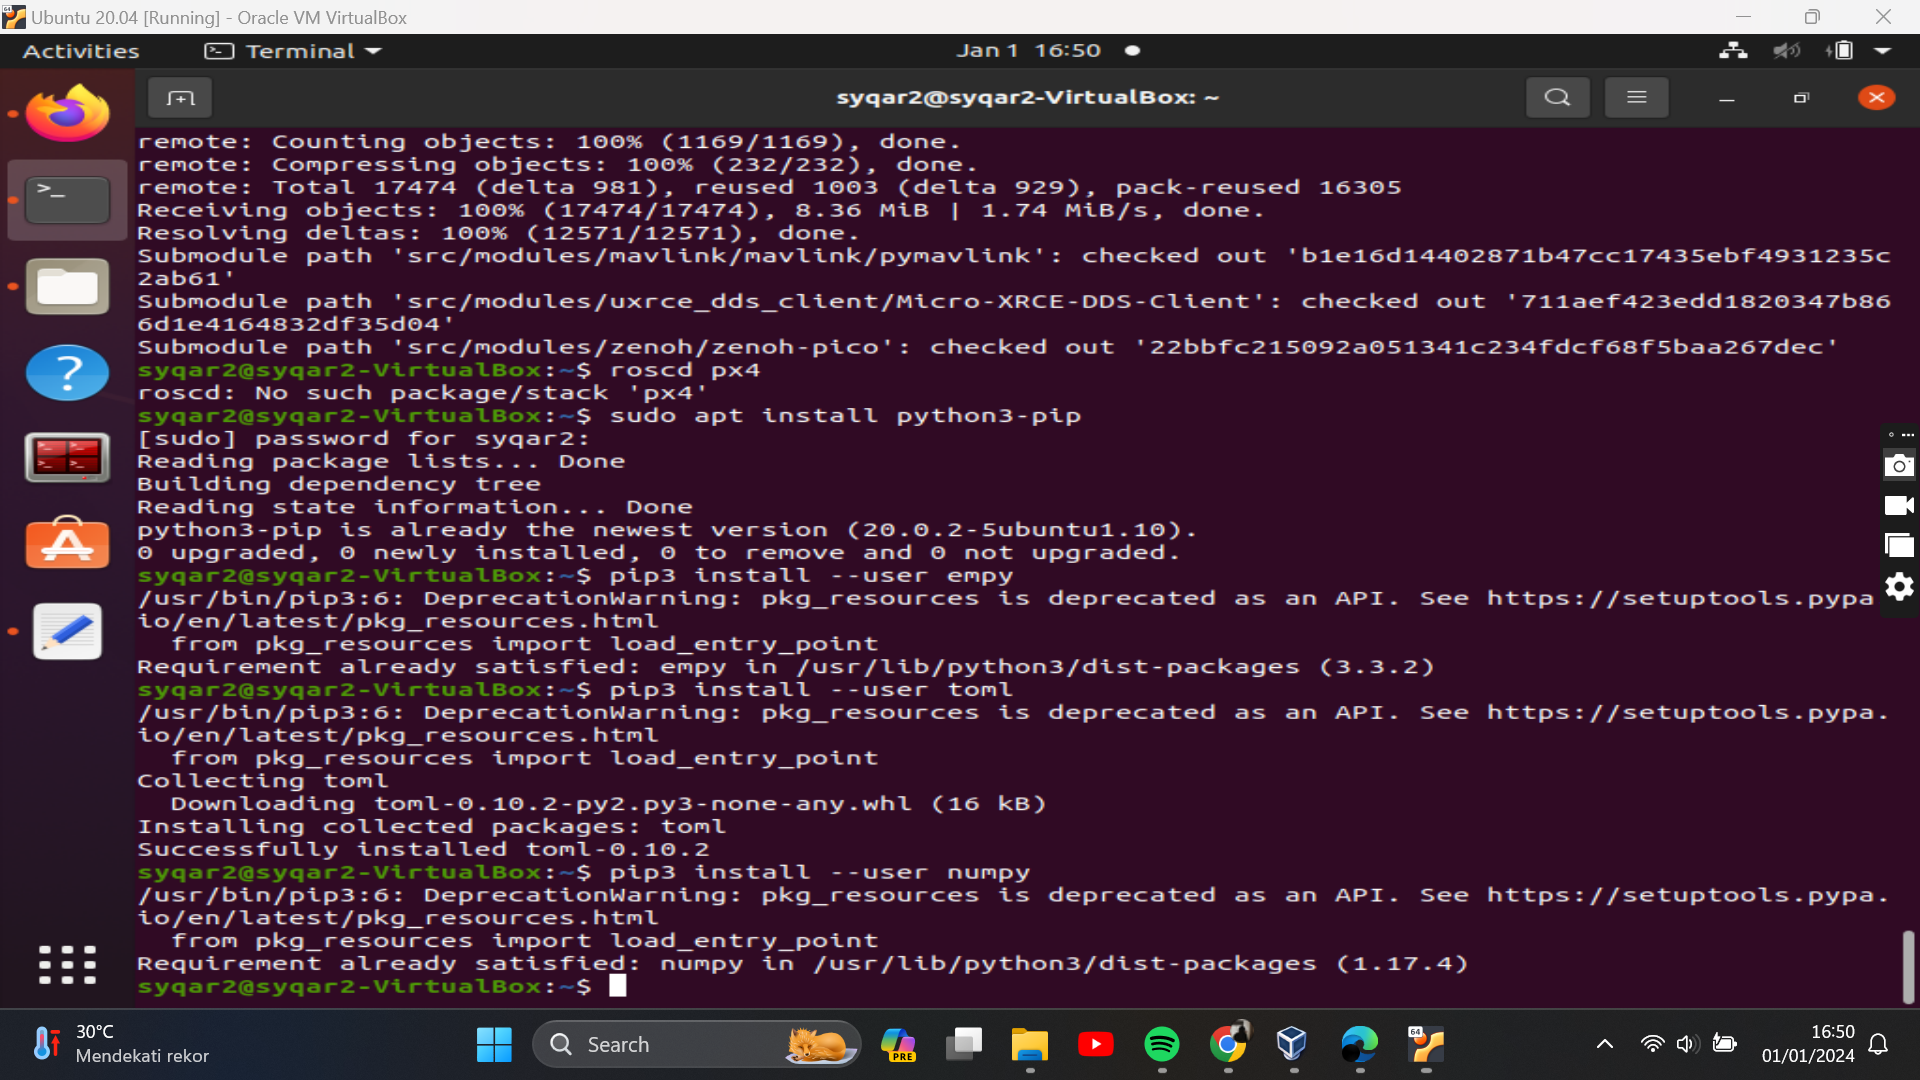 Ubuntu 20.04 [Running] - Oracle VM VirtualBox
Activities
Terminal
Jan 1 16:50
syqar2@syqar2-VirtualBox: ~
remote: Counting objects: 100% (1169/1169), done.
remote: Compressing objects: 100% (232/232), done.
remote: Total 17474 (delta 981), reused 1003 (delta 929), pack-reused 16305
Receiving objects: 100% (17474/17474), 8.36 MiB | 1.74 MiB/s, done.
Resolving deltas: 100% (12571/12571), done.
Submodule path 'src/modules/mavlink/mavlink/pymavlink': checked out 'b1e16d14402871b47cc17435ebf4931235c
2ab61'
Submodule path 'src/modules/uxrce_dds_client/Micro-XRCE-DDS-Client': checked out '711aef423edd1820347b86
6d1e4164832df35d04'
Submodule path 'src/modules/zenoh/zenoh-pico': checked out '22bbfc215092a051341c234fdcf68f5baa267dec'
syqar2@syqar2-VirtualBox:~$ roscd px4
roscd: No such package/stack 'px4'
syqar2@syqar2-VirtualBox:~$ sudo apt install python3-pip
[sudo] password for syqar2:
Reading package lists... Done
Building dependency tree
Reading state information... Done
python3-pip is already the newest version (20.0.2-5ubuntu1.10).
0 upgraded, 0 newly installed, 0 to remove and 0 not upgraded.
syqar2@syqar2-VirtualBox:~$ pip3 install --user empy
/usr/bin/pip3:6: DeprecationWarning: pkg_resources is deprecated as an API. See https://setuptools.pypa
io/en/latest/pkg_resources.html
from pkg_resources import load_entry_point
Requirement already satisfied: empy in /usr/lib/python3/dist-packages (3.3.2)
syqar2@syqar2-VirtualBox:~$ pip3 install --user toml
/usr/bin/pip3:6: DeprecationWarning: pkg_resources is deprecated as an API. See https://setuptools.pypa.
io/en/latest/pkg_resources.html
from pkg_resources import load_entry_point
Collecting toml
Downloading toml-0.10.2-py2.py3-none-any.whl (16 kB)
Installing collected packages: toml
Successfully installed toml-0.10.2
syqar2@syqar2-VirtualBox:~$ pip3 install --user numpy
/usr/bin/pip3:6: DeprecationWarning: pkg_resources is deprecated as an API. See https://setuptools.pypa.
io/en/latest/pkg_resources.html
from pkg_resources import load_entry_point
Requirement already satisfied: numpy in /usr/lib/python3/dist-packages (1.17.4)
syqar2@syqar2-VirtualBox:~$
30°C
Mendekati rekor
Search
PRE
64
16:50
01/01/2024